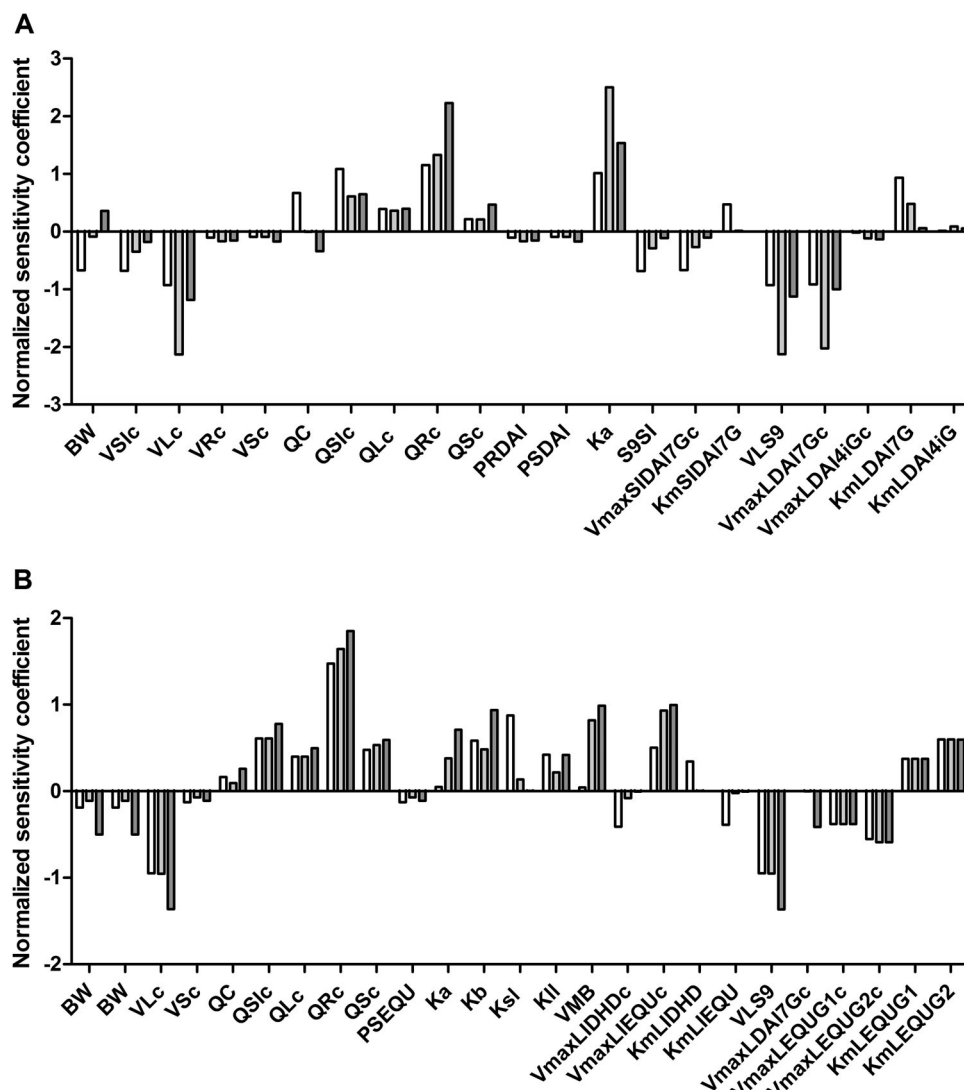 A
Normalized sensitivity coefficient
3
2
1
0
-1
-2
-3
BW
VSIc
VLc
VRc
VSc
QC
QSIc
QLc
QRc
QSc
PRDAI
PSDAI
Ka
S9SI
VmaxSIDAI7Gc
KmSIDAI7G
VLS9
VmaxLDAI7Gc
VmaxLDAI4iGc
KmLDAI7G
KmLDAI4iG
B
Normalized sensitivity coefficient
2
1
0
-1
-2
BW
BW
VLc
VSc
QC
QSIc
QLc
QRc
QSc
PSEQU
Ka
Kb
KsI
KlI
VMB
VmaxLIDHDc
VmaxLIEQUc
KmLIDHD
KmLIEQU
VLS9
VmaxLDAI7Gc
VmaxLEQUG1c
VmaxLEQUG2c
KmLEQUG1
KmLEQUG2